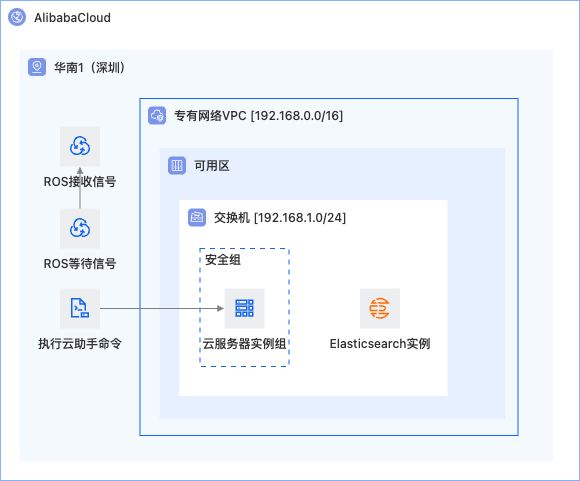 AlibabaCloud
华南1（深圳）
专有网络VPC [192.168.0.0/16]
ROS接收信号
可用区
交换机 [192.168.1.0/24]
ROS等待信号
安全组
执行云助手命令
云服务器实例组
Elasticsearch实例